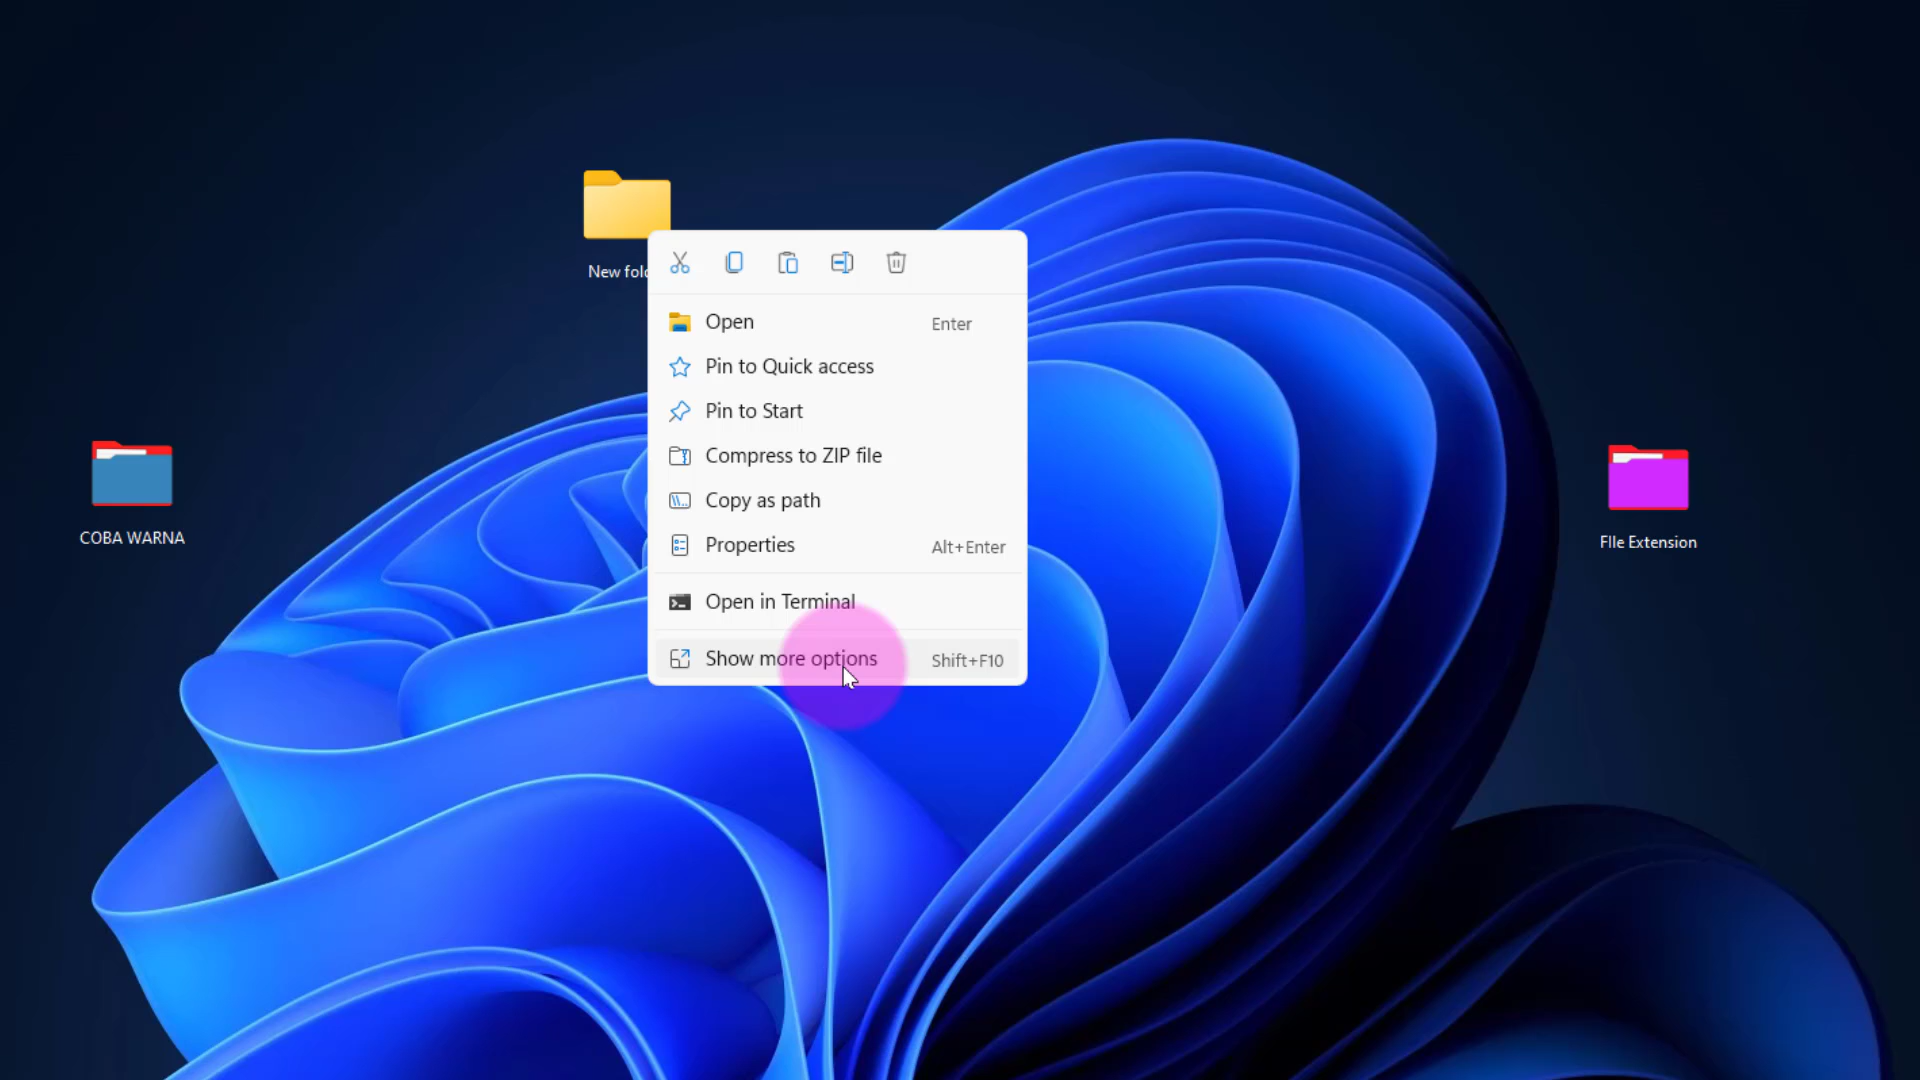 New fol
Open Enter
Pin to Quick access
Pin to Start
Compress to ZIP file
Copy as path
Properties Alt+Enter
Open in Terminal
Show more options Shift+F10
COBA WARNA
FIle Extension